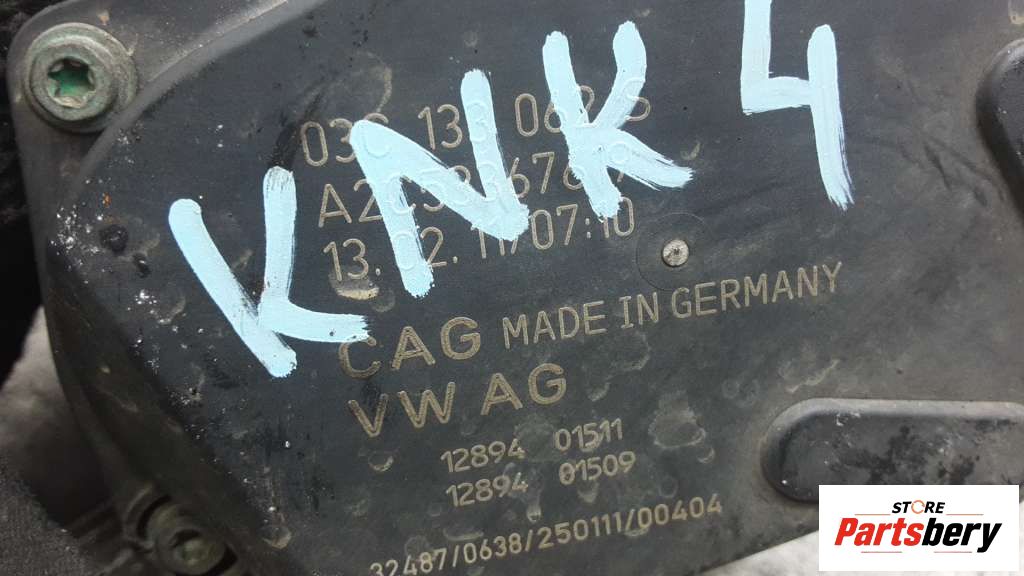 KNK 4
13.02.11/07:10
CAG MADE IN GERMANY
VW AG
12894 01511
12894 01509
32487/0638/250111/00404
STORE
Partsbery